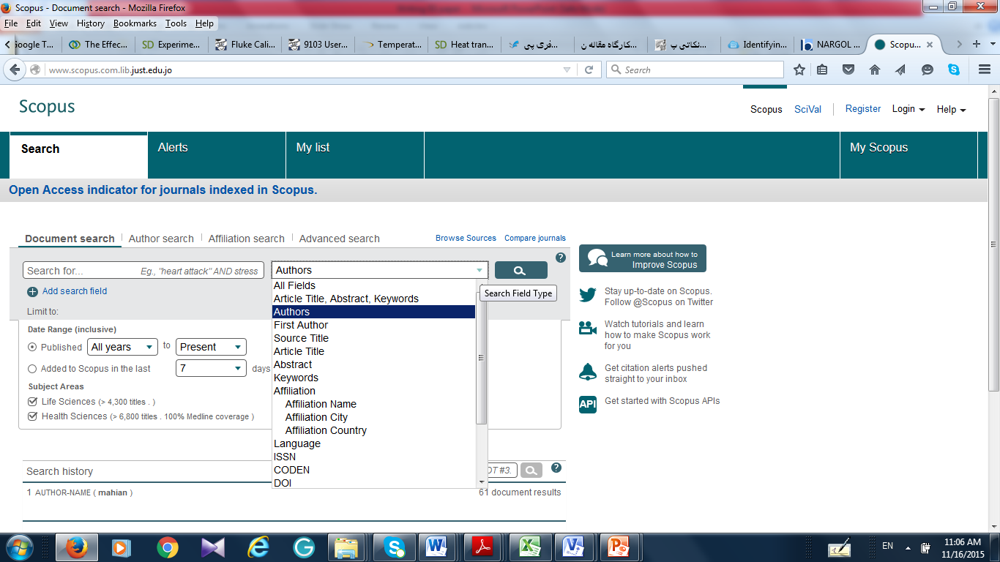 Scopus - Document search - Mozilla Firefox
File Edit View History Bookmarks Tools Help
Google T... The Effec... SD Experime... Fluke Cali... 9103 User... Temperat... SD Heat tran... فری پی... کارگاه مقاله ن... نکاتی پ... Identifyin... NARGOL ... Scopu...
www.scopus.com.lib.just.edu.jo Search
Scopus
Scopus SciVal Register Login Help
Search Alerts My list My Scopus
Open Access indicator for journals indexed in Scopus.
Document search Author search Affiliation search Advanced search Browse Sources Compare journals
Search for... Eg., "heart attack" AND stress Authors
Add search field
Limit to:
Date Range (inclusive)
Published All years to Present
Added to Scopus in the last 7 days
Subject Areas
Life Sciences (> 4,300 titles . )
Health Sciences (> 6,800 titles . 100% Medline coverage )
All Fields
Article Title, Abstract, Keywords
Authors
First Author
Source Title
Article Title
Abstract
Keywords
Affiliation
Affiliation Name
Affiliation City
Affiliation Country
Language
ISSN
CODEN
DOI
Search Field Type
Learn more about how to
Improve Scopus
Stay up-to-date on Scopus.
Follow @Scopus on Twitter
Watch tutorials and learn
how to make Scopus work
for you
Get citation alerts pushed
straight to your inbox
API Get started with Scopus APIs
Search history #3.
1 AUTHOR-NAME ( mahian ) 61 document results
EN 11:06 AM
11/16/2015